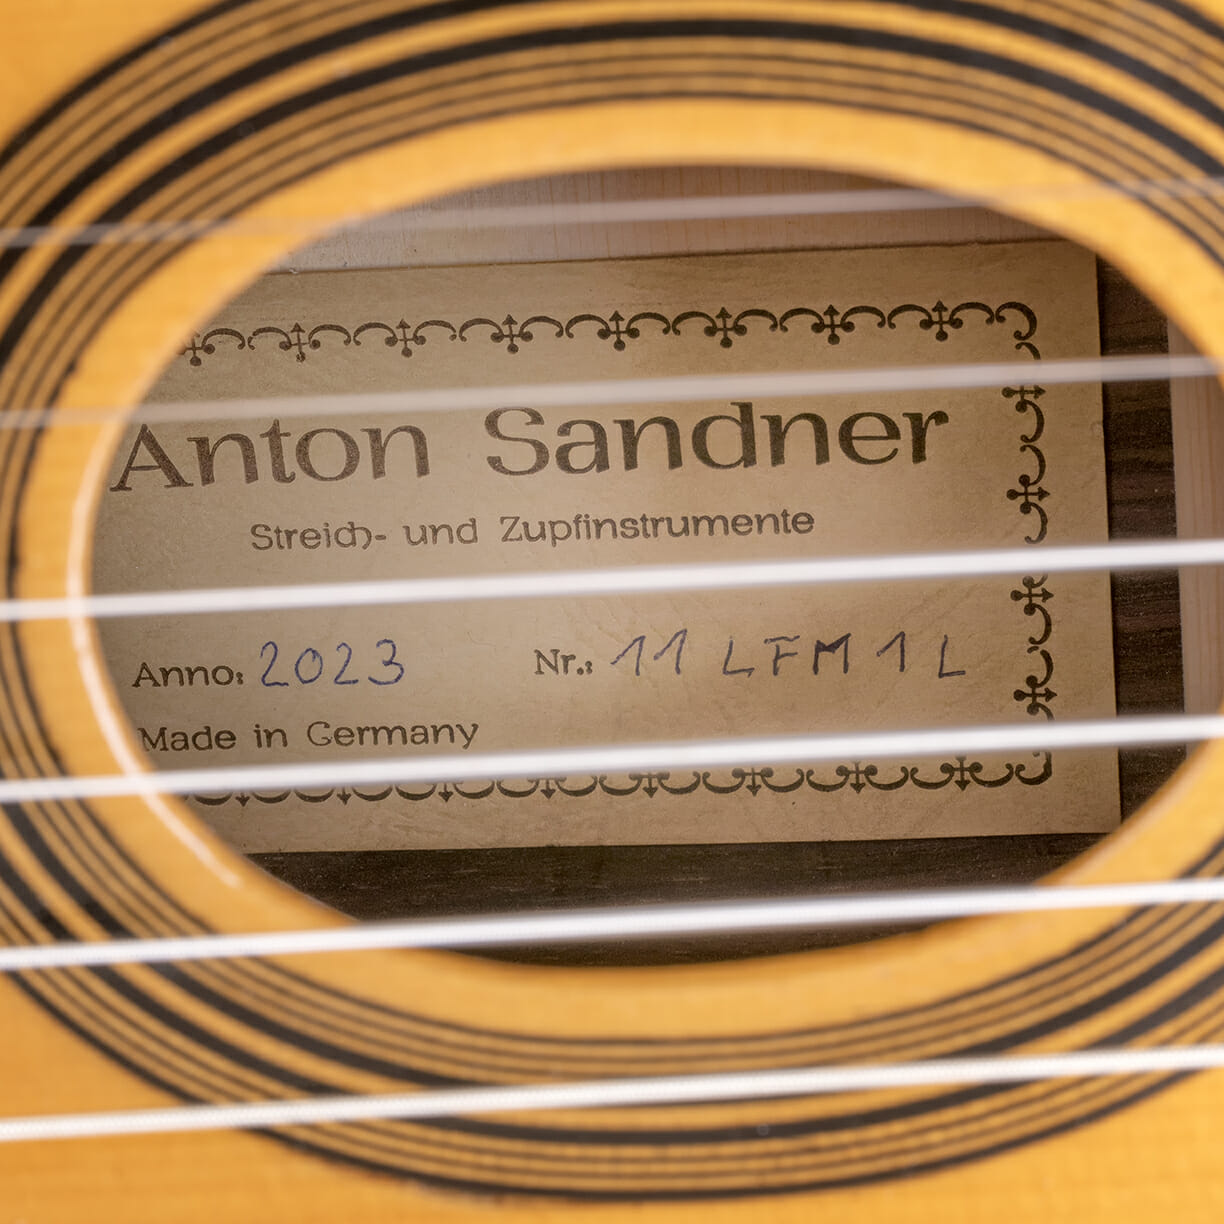 Anton Sandner
Streich- und Zupfinstrumente
Anno: 2023 Nr.: 11 LFM 1 L
Made in Germany